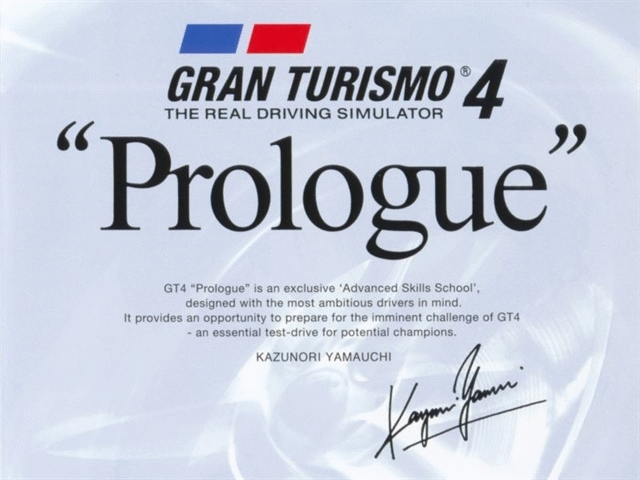 GRAN TURISMO® 4
THE REAL DRIVING SIMULATOR
“Prologue”
GT4 “Prologue” is an exclusive ‘Advanced Skills School’,
designed with the most ambitious drivers in mind.
It provides an opportunity to prepare for the imminent challenge of GT4
- an essential test-drive for potential champions.
KAZUNORI YAMAUCHI